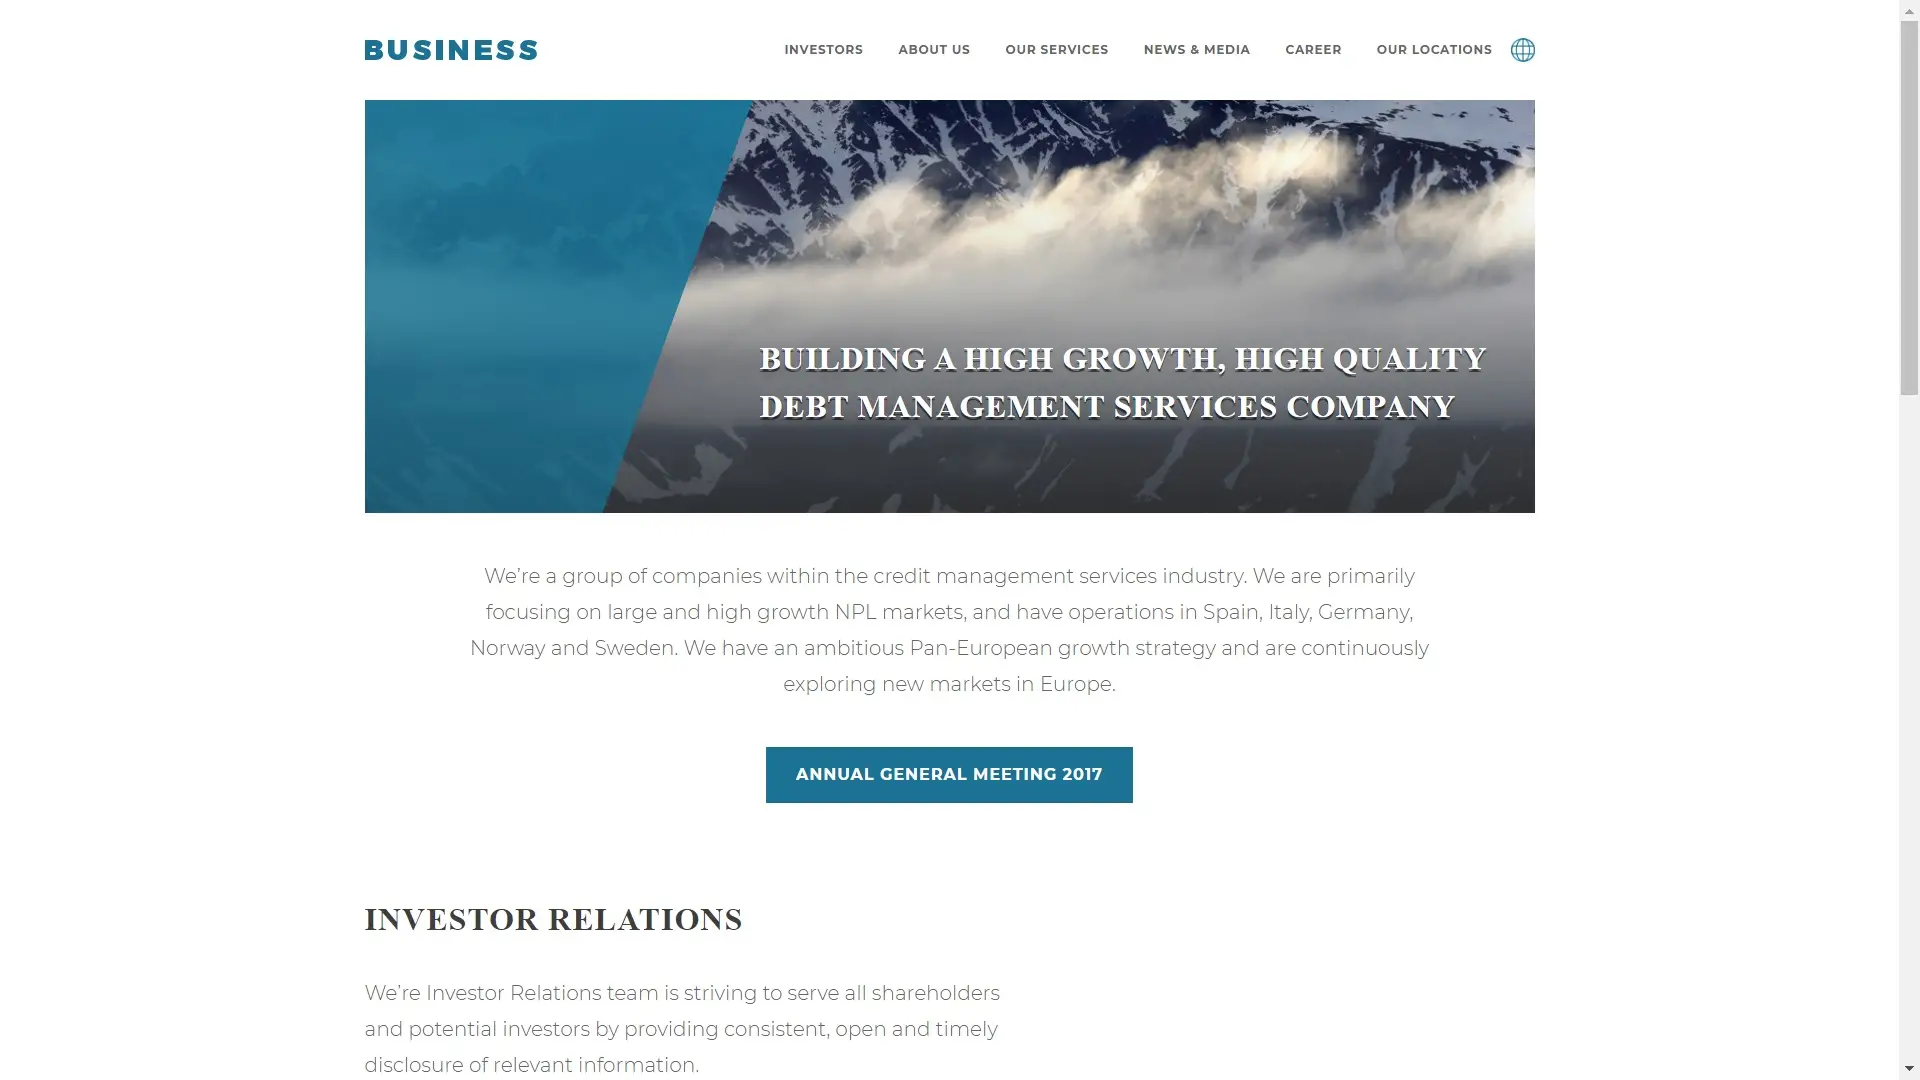 BUSINESS
INVESTORS ABOUT US OUR SERVICES NEWS & MEDIA CAREER OUR LOCATIONS
BUILDING A HIGH GROWTH, HIGH QUALITY
DEBT MANAGEMENT SERVICES COMPANY
We’re a group of companies within the credit management services industry. We are primarily
focusing on large and high growth NPL markets, and have operations in Spain, Italy, Germany,
Norway and Sweden. We have an ambitious Pan-European growth strategy and are continuously
exploring new markets in Europe.
ANNUAL GENERAL MEETING 2017
INVESTOR RELATIONS
We’re Investor Relations team is striving to serve all shareholders
and potential investors by providing consistent, open and timely
disclosure of relevant information.